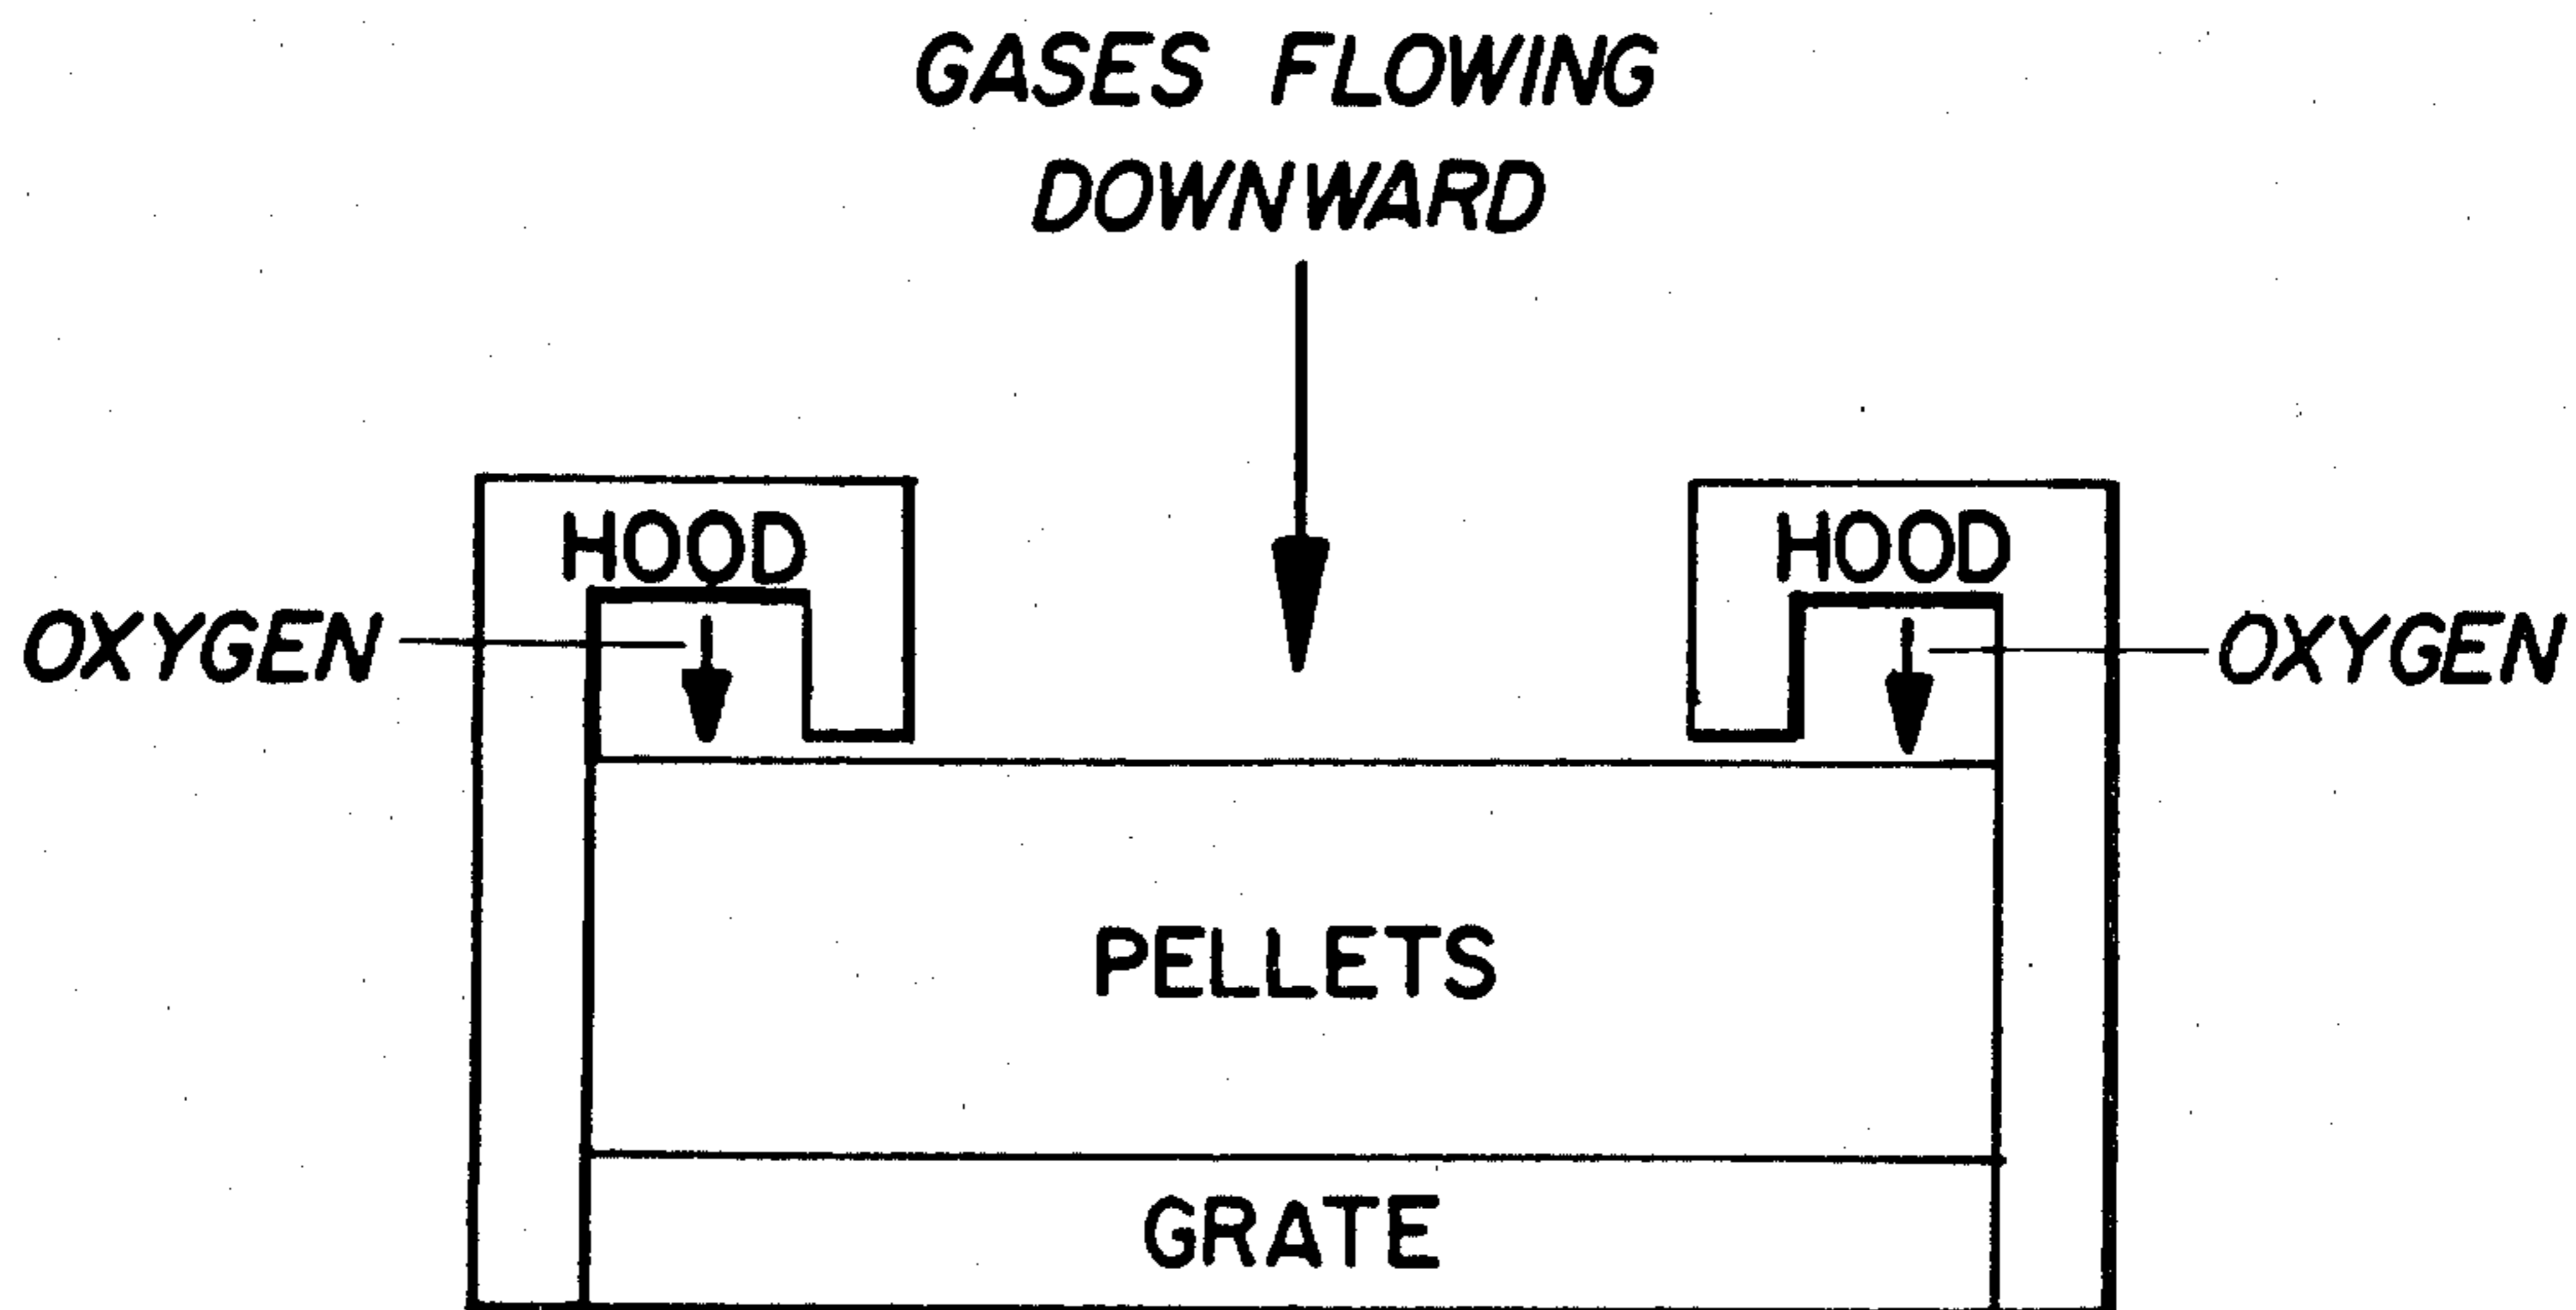 GASES FLOWING
DOWNWARD
HOOD
HOOD
OXYGEN
OXYGEN
PELLETS
GRATE